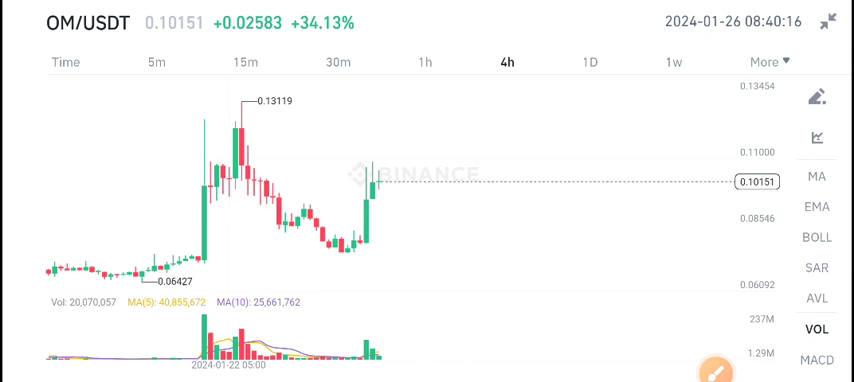 OM/USDT 0.10151 +0.02583 +34.13% 2024-01-26 08:40:16
Time 5m 15m 30m 1h 4h 1D 1w More
0.13454
0.13119
0.11000
MA
BINANCE
0.10151
EMA
0.08546
BOLL
SAR
0.06427
0.06092
AVL
Vol: 20,070,057 MA(5): 40,855,672 MA(10): 25,661,762
237M
VOL
1.29M
MACD
2024-01-22 05:00